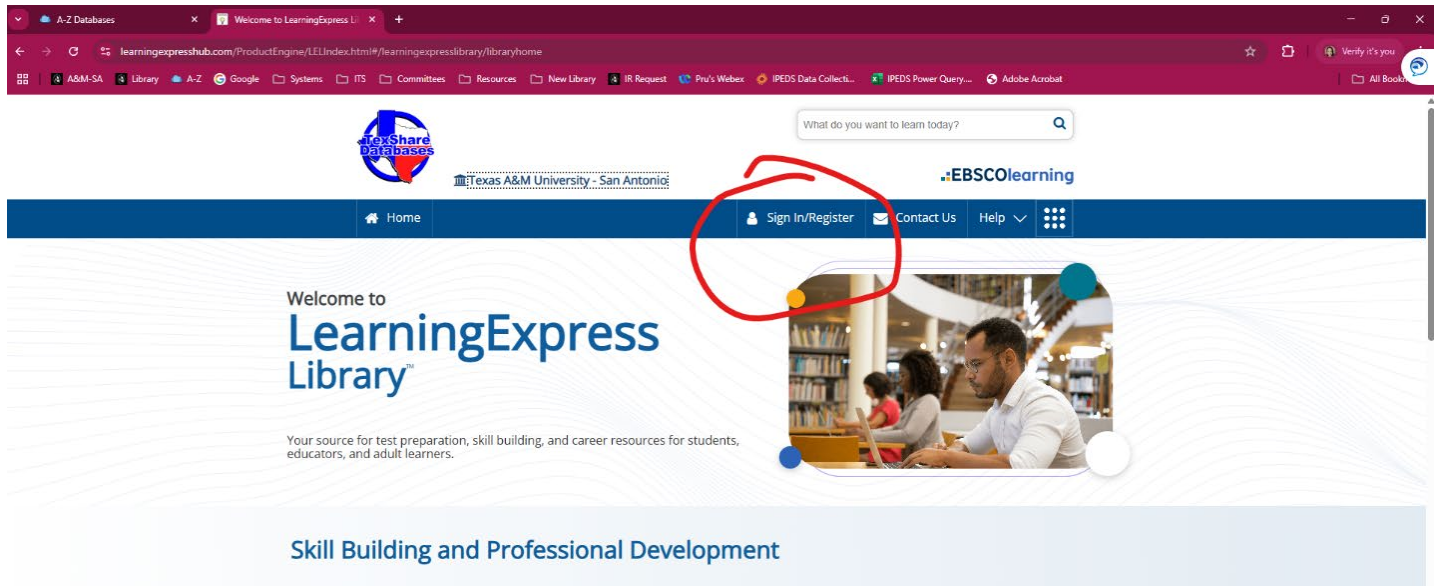 A-Z Databases
Welcome to LearningExpress Li
learningexpresshub.com/ProductEngine/LELIndex.html#/learningexpresslibrary/libraryhome
Verify it's you
A&M-SA Library A-Z Google Systems ITS Committees Resources New Library IR Request Pru's Webex IPEDS Data Collecti... IPEDS Power Query.... Adobe Acrobat
All Book
TexShare
Databases
What do you want to learn today?
Texas A&M University - San Antonio
EBSCOlearning
Home Sign In/Register Contact Us Help
Welcome to
LearningExpress
Library™
Your source for test preparation, skill building, and career resources for students,
educators, and adult learners.
Skill Building and Professional Development